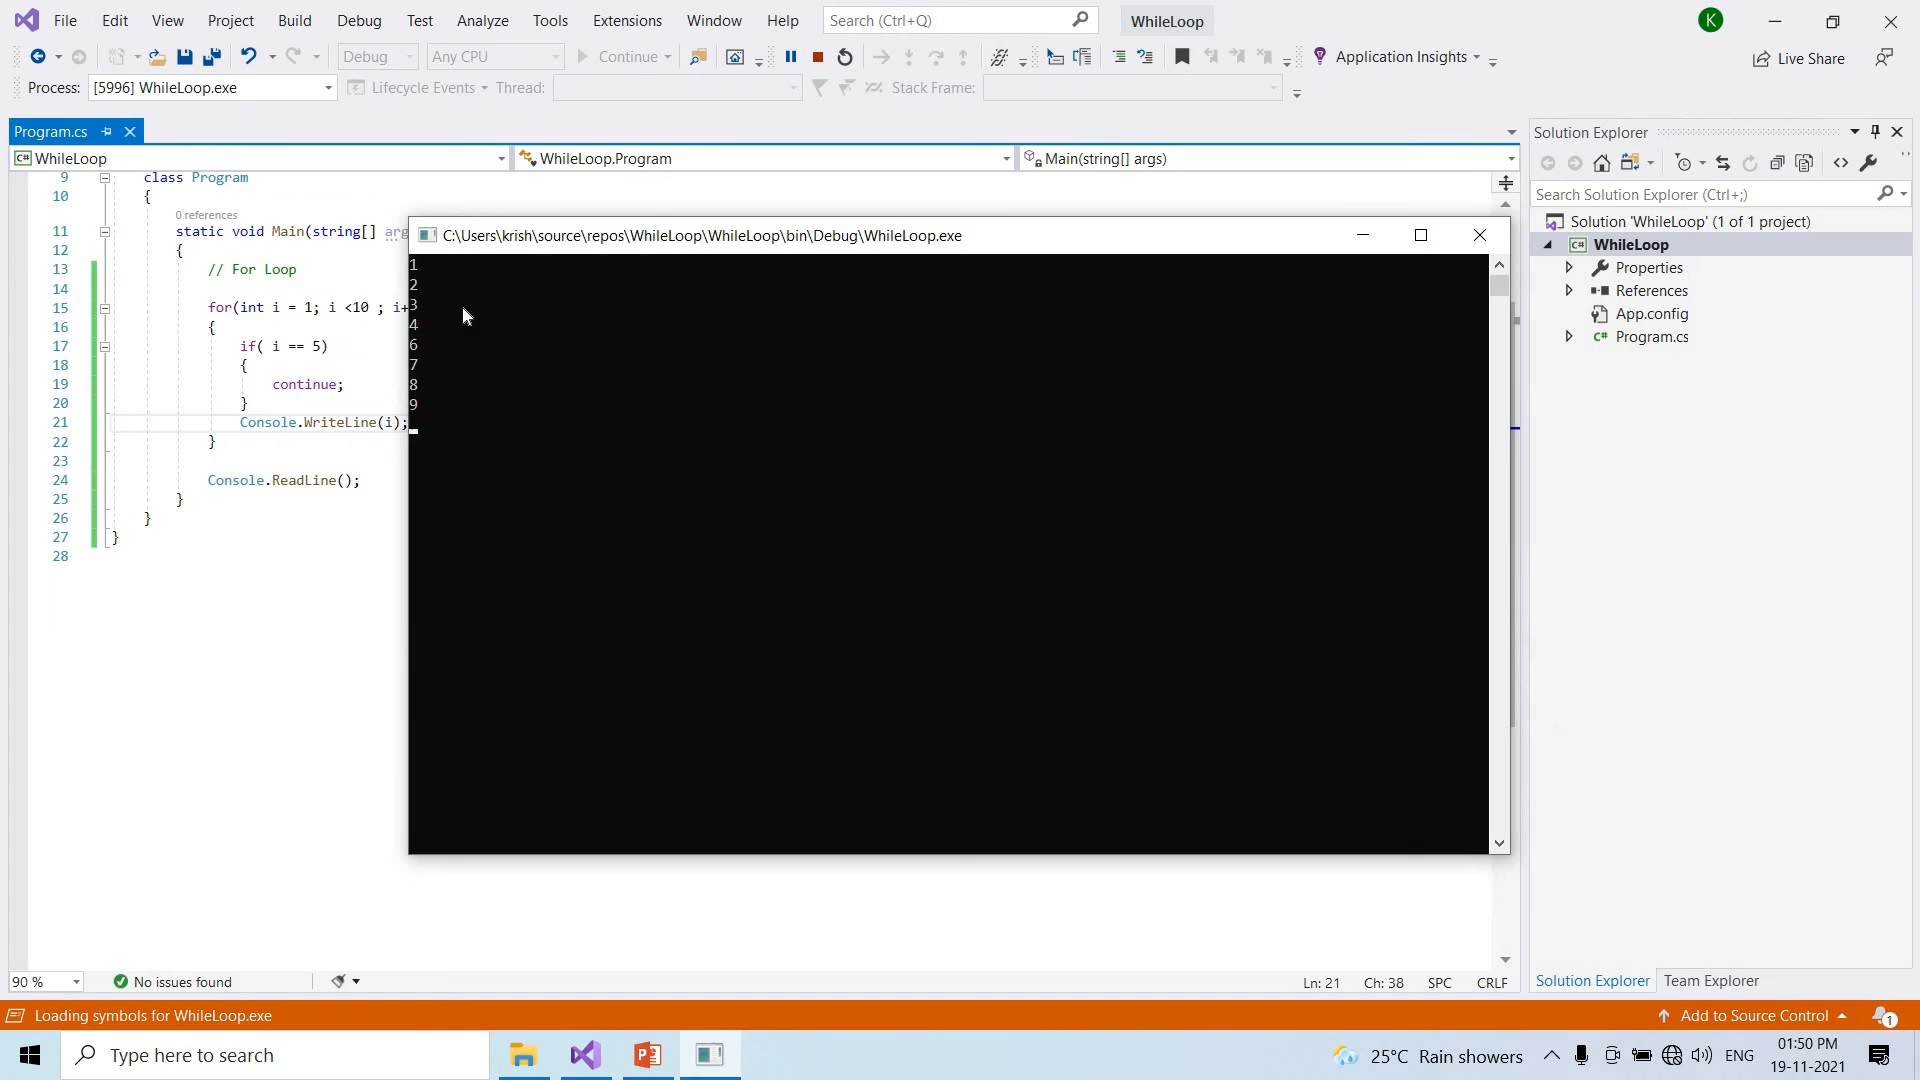 File Edit View Project Build Debug Test Analyze Tools Extensions Window Help Search (Ctrl+Q) WhileLoop K
Debug Any CPU Continue Application Insights Live Share
Process: [5996] WhileLoop.exe Lifecycle Events Thread: Stack Frame:
Program.cs
WhileLoop WhileLoop.Program Main(string[] args)
9 class Program
10 {
0 references
11 static void Main(string[] arg
12 {
13 // For Loop
14
15 for(int i = 1; i <10 ; i+
16 {
17 if( i == 5)
18 {
19 continue;
20 }
21 Console.WriteLine(i);
22 }
23
24 Console.ReadLine();
25 }
26 }
27 }
28
C:\Users\krish\source\repos\WhileLoop\WhileLoop\bin\Debug\WhileLoop.exe
1
2
3
4
6
7
8
9
Solution Explorer
Search Solution Explorer (Ctrl+;)
Solution 'WhileLoop' (1 of 1 project)
C# WhileLoop
Properties
References
App.config
C# Program.cs
90 % No issues found Ln: 21 Ch: 38 SPC CRLF
Solution Explorer Team Explorer
Loading symbols for WhileLoop.exe Add to Source Control 1
Type here to search 25°C Rain showers ENG 01:50 PM
19-11-2021